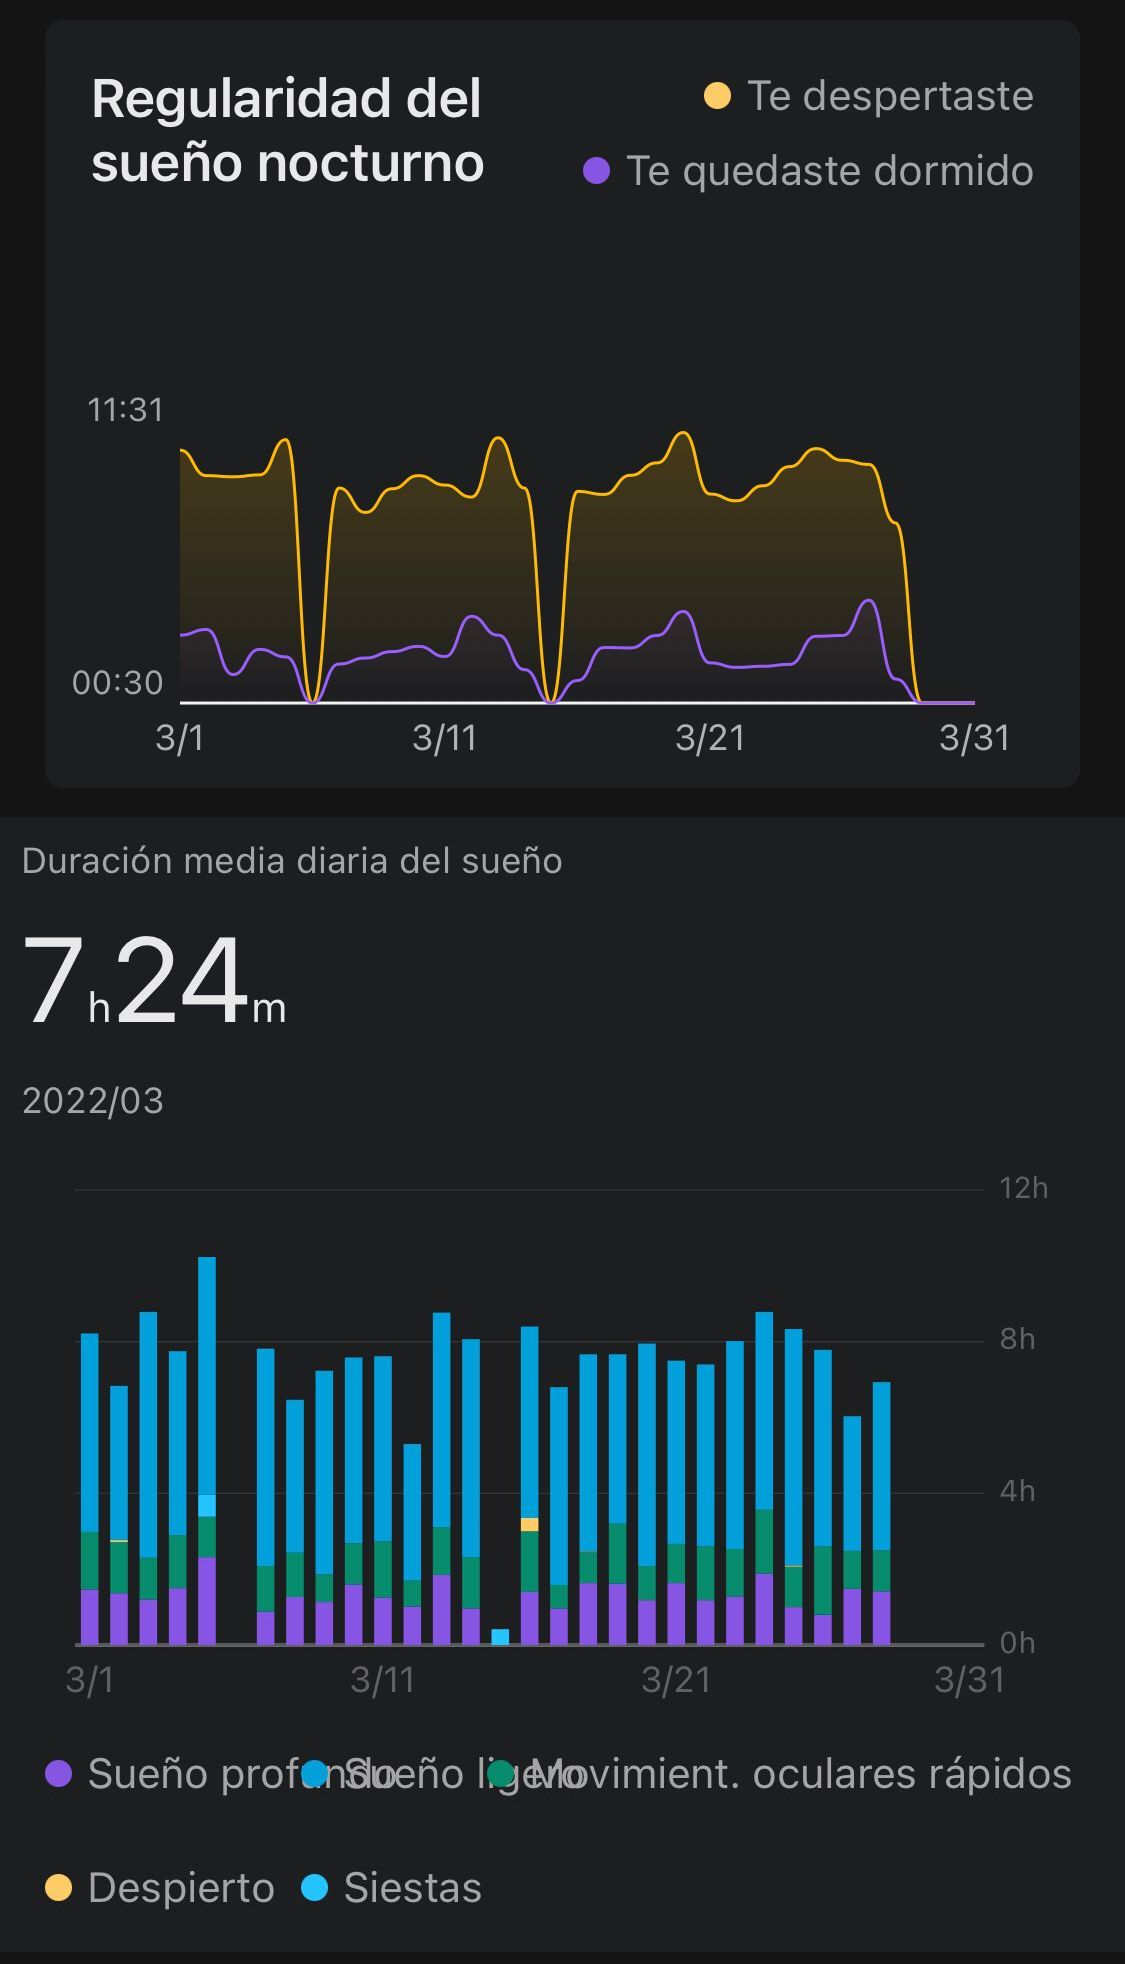 Regularidad del
sueño nocturno
Te despertaste
Te quedaste dormido
11:31
00:30
3/1 3/11 3/21 3/31
Duración media diaria del sueño
7h24m
2022/03
12h
8h
4h
0h
3/1 3/11 3/21 3/31
Sueño profundo Sueño ligero Movimient. oculares rápidos
Despierto Siestas